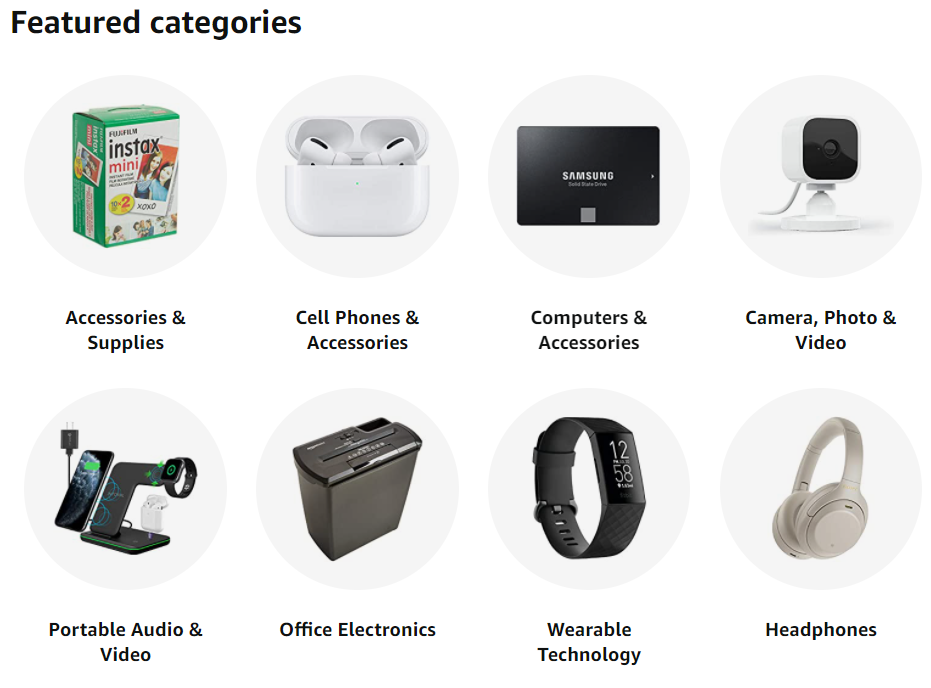 Featured categories
FUJIFILM
instax
mini
10x2
XOXO
SAMSUNG
Solid State Drive
Accessories &
Supplies
Cell Phones &
Accessories
Computers &
Accessories
Camera, Photo &
Video
12
58
Portable Audio &
Video
Office Electronics
Wearable
Technology
Headphones